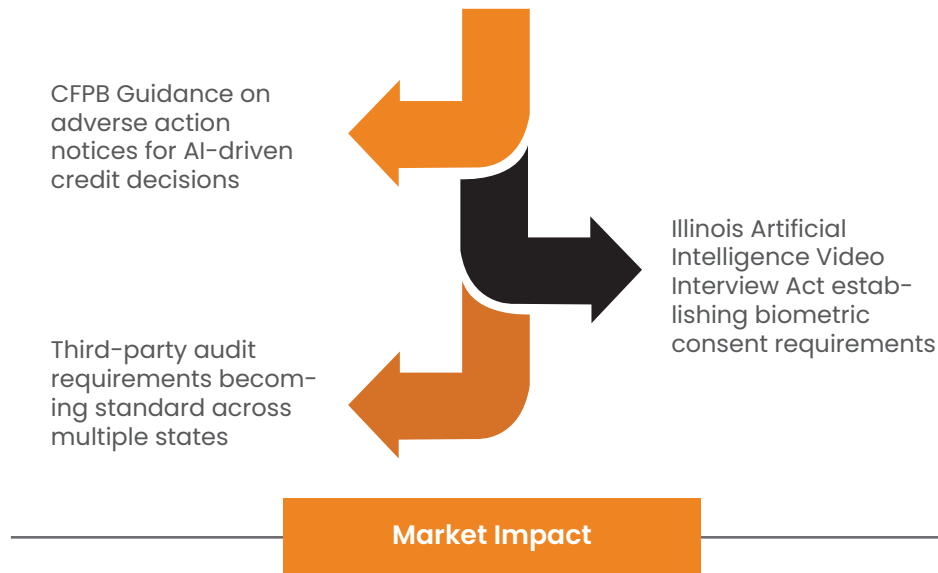 CFPB Guidance on
adverse action
notices for AI-driven
credit decisions
Illinois Artificial
Intelligence Video
Interview Act estab-
lishing biometric
consent requirements
Third-party audit
requirements becom-
ing standard across
multiple states
Market Impact